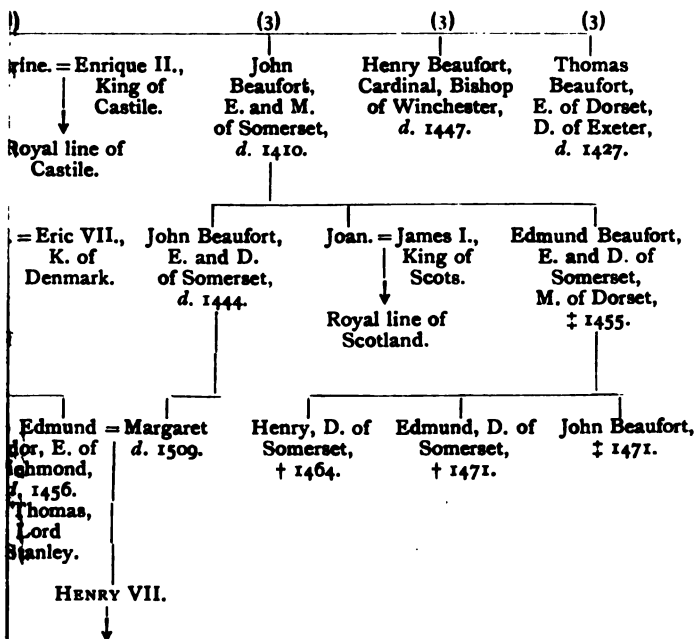 (3) (3) (3)
= Enrique II.,
King of
Castile.
Royal line of
Castile.
John
Beaufort,
E. and M.
of Somerset,
d. 1410.
Henry Beaufort,
Cardinal, Bishop
of Winchester,
d. 1447.
Thomas
Beaufort,
E. of Dorset,
D. of Exeter,
d. 1427.
. = Eric VII.,
K. of
Denmark.
John Beaufort,
E. and D.
of Somerset,
d. 1444.
Joan. = James I.,
King of
Scots.
Royal line of
Scotland.
Edmund Beaufort,
E. and D. of
Somerset,
M. of Dorset,
‡ 1455.
Edmund = Margaret
d. 1509.
E. of
d. 1456.
Thomas,
Lord
Stanley.
Henry, D. of
Somerset,
† 1464.
Edmund, D. of
Somerset,
† 1471.
John Beaufort,
‡ 1471.
HENRY VII.